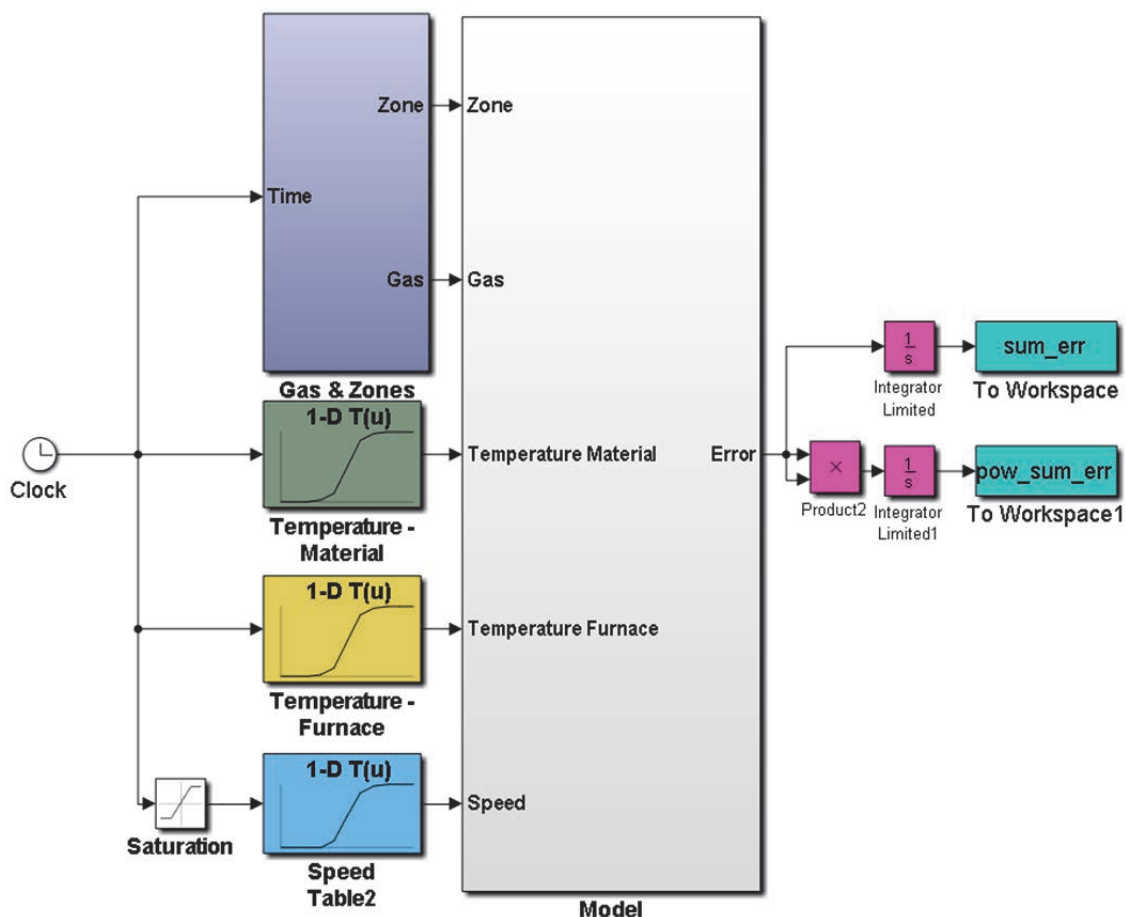 Zone
Zone
Time
Gas
Gas
Gas & Zones
1-D T(u)
Temperature -
Material
Temperature Material
Clock
1-D T(u)
Temperature -
Furnace
Temperature Furnace
Saturation
1-D T(u)
Speed
Table2
Speed
Error
Model
1
s
Integrator
Limited
sum_err
To Workspace
×
Product2
1
s
Integrator
Limited1
pow_sum_err
To Workspace1